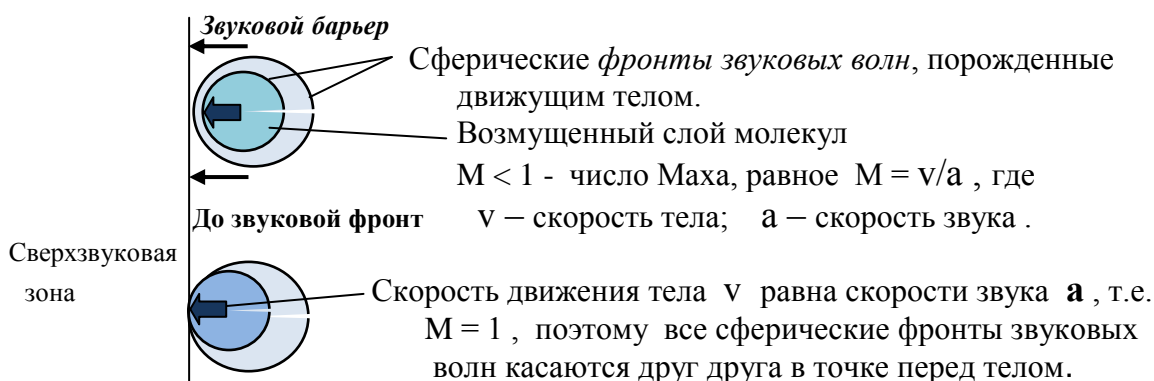 Звуковой барьер
Сферические фронты звуковых волн, порожденные
движущим телом.
Возмущенный слой молекул
М < 1 - число Маха, равное М = v/a , где
До звуковой фронт v – скорость тела; a – скорость звука .
Сверхзвуковая
зона
Скорость движения тела v равна скорости звука a , т.е.
М = 1 , поэтому все сферические фронты звуковых
волн касаются друг друга в точке перед телом.